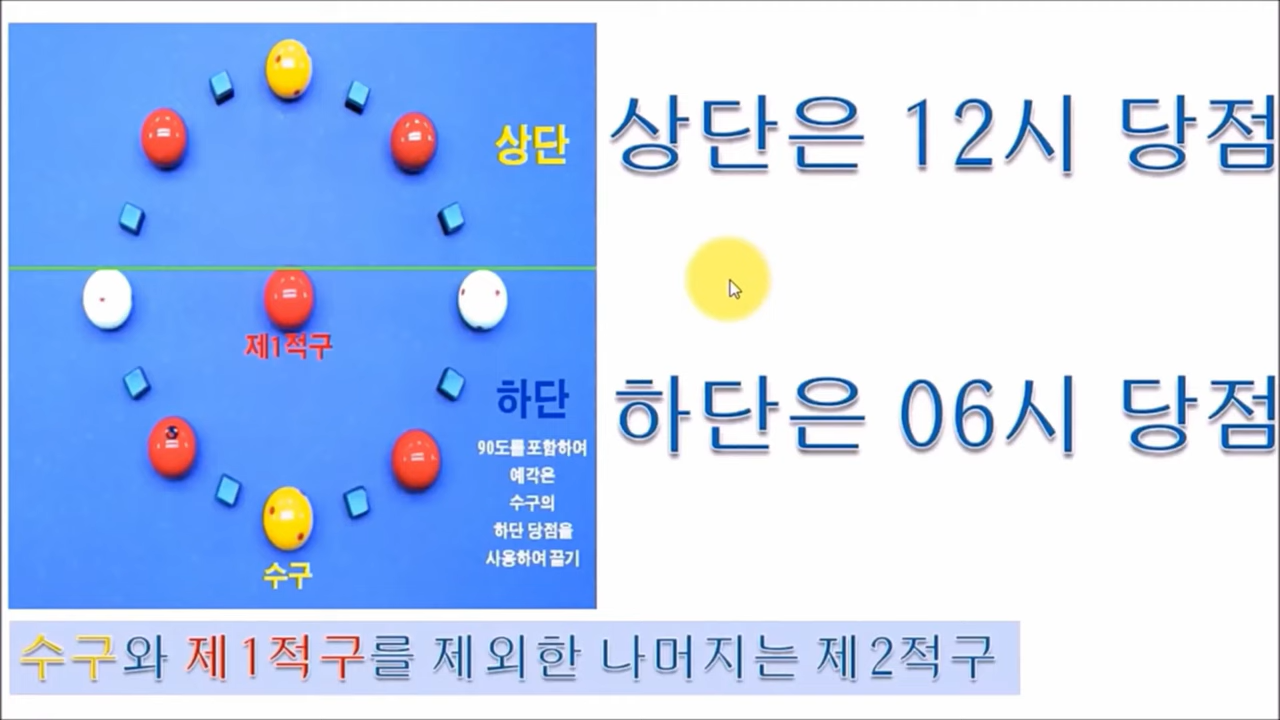 상단
상단은 12시 당점
제1적구
하단
하단은 06시 당점
90도를 포함하여
예각은
수구의
하단 당점을
사용하여 끌기
수구
수구와 제1적구를 제외한 나머지는 제2적구